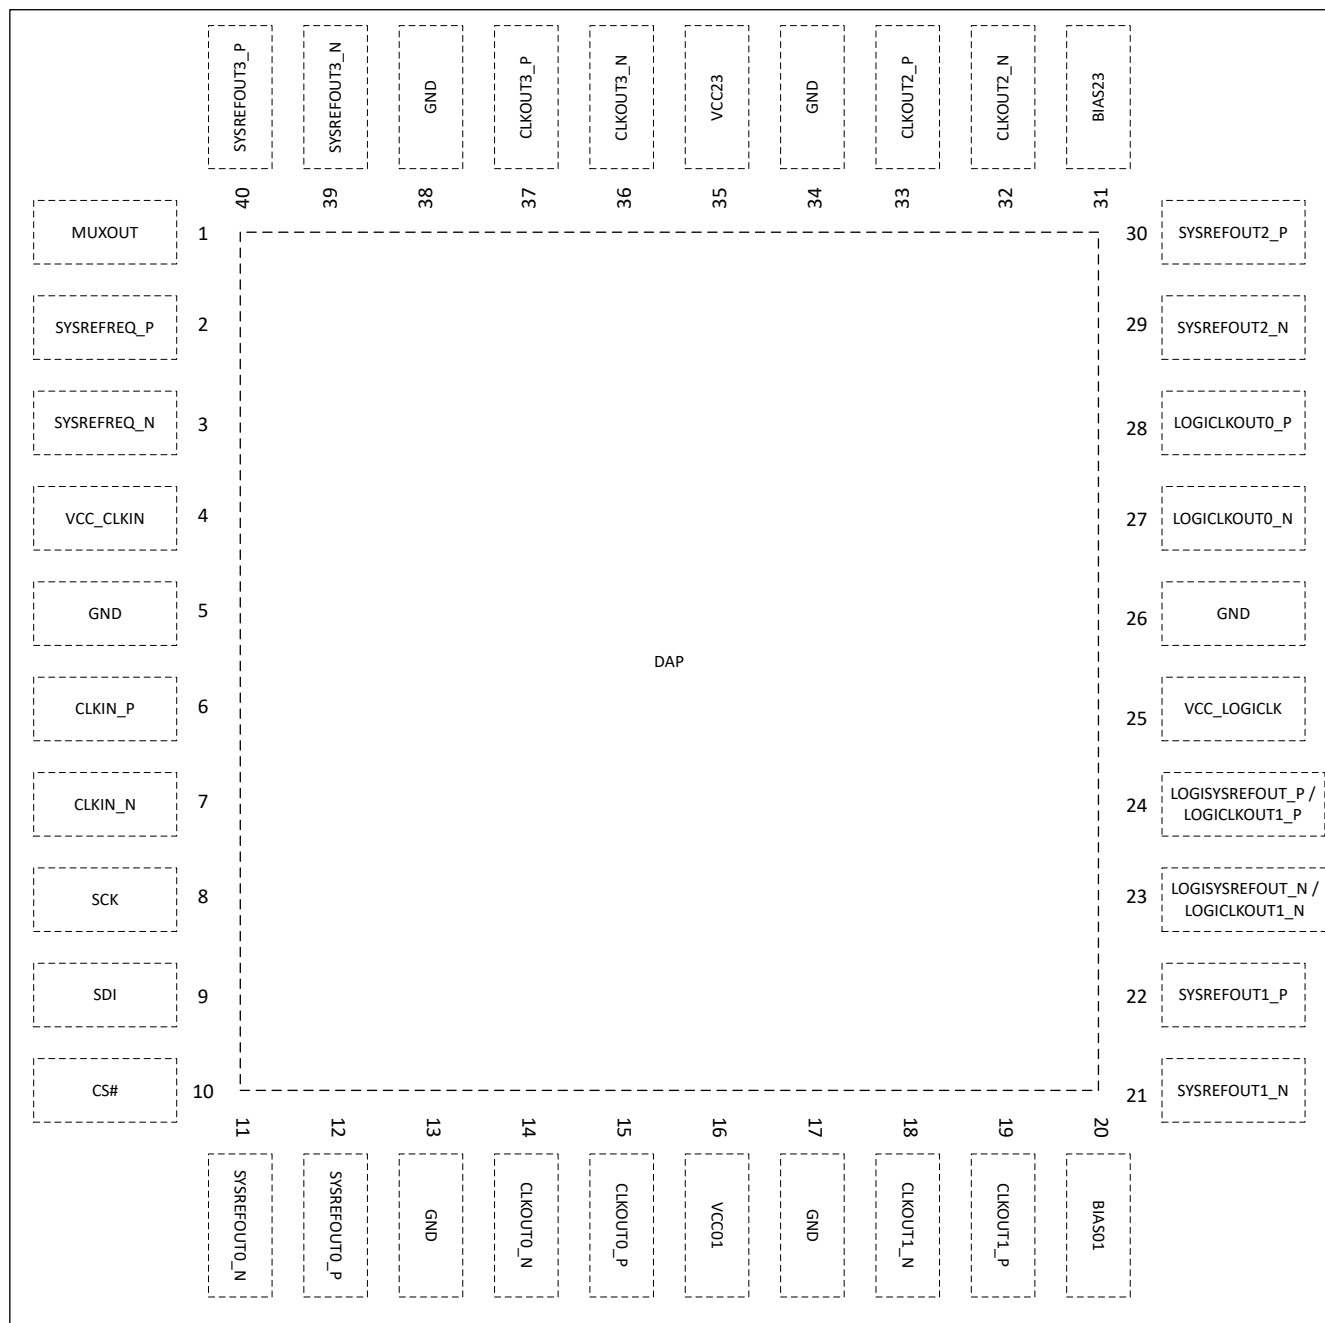 SYSREFOUT3_P
SYSREFOUT3_N
GND
CLKOUT3_P
CLKOUT3_N
VCC23
GND
CLKOUT2_P
CLKOUT2_N
BIAS23
40
39
38
37
36
35
34
33
32
31
MUXOUT 1
30 SYSREFOUT2_P
SYSREFREQ_P 2
29 SYSREFOUT2_N
SYSREFREQ_N 3
28 LOGICLKOUT0_P
VCC_CLKIN 4
27 LOGICLKOUT0_N
GND 5
26 GND
DAP
CLKIN_P 6
25 VCC_LOGICLK
CLKIN_N 7
24 LOGISYSREFOUT_P /
LOGICLKOUT1_P
SCK 8
23 LOGISYSREFOUT_N /
LOGICLKOUT1_N
SDI 9
22 SYSREFOUT1_P
CS# 10
21 SYSREFOUT1_N
11
12
13
14
15
16
17
18
19
20
SYSREFOUT0_N
SYSREFOUT0_P
GND
CLKOUT0_N
CLKOUT0_P
VCC01
GND
CLKOUT1_N
CLKOUT1_P
BIAS01